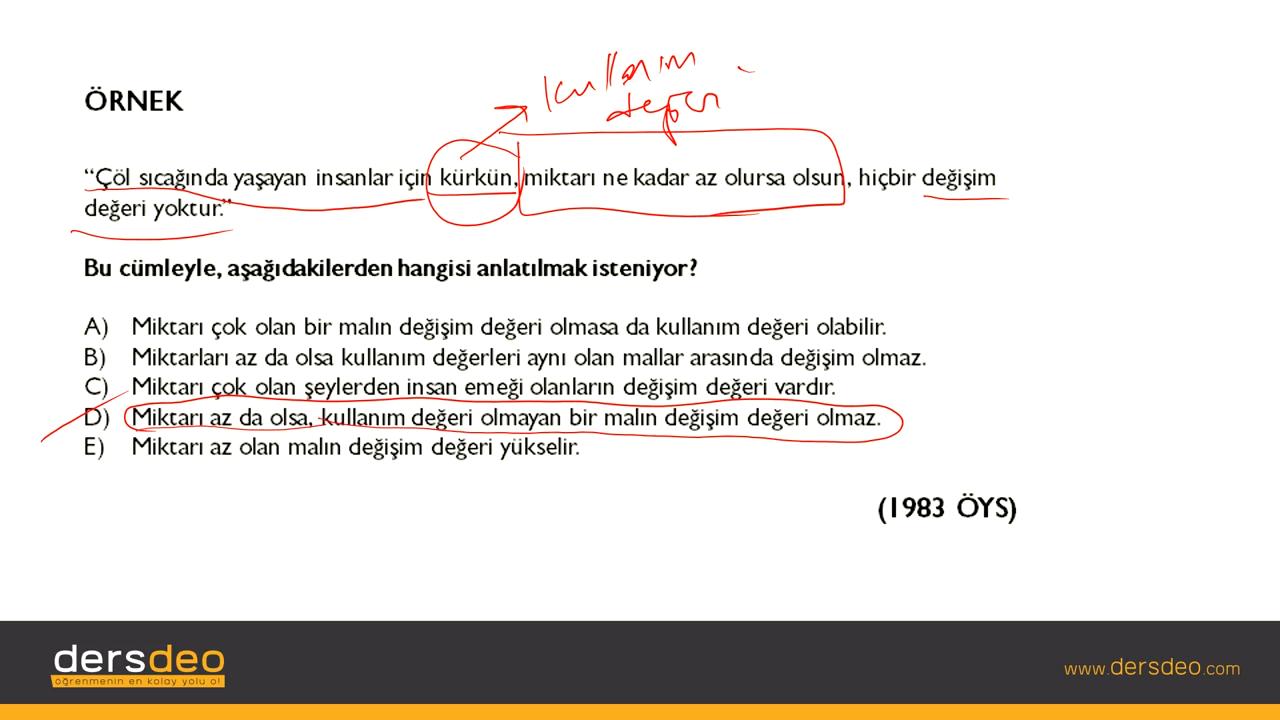 kullanım
değeri
ÖRNEK
“Çöl sıcağında yaşayan insanlar için kürkün, miktarı ne kadar az olursa olsun, hiçbir değişim
değeri yoktur.”
Bu cümleyle, aşağıdakilerden hangisi anlatılmak isteniyor?
A) Miktarı çok olan bir malın değişim değeri olmasa da kullanım değeri olabilir.
B) Miktarları az da olsa kullanım değerleri aynı olan mallar arasında değişim olmaz.
C) Miktarı çok olan şeylerden insan emeği olanların değişim değeri vardır.
D) Miktarı az da olsa, kullanım değeri olmayan bir malın değişim değeri olmaz.
E) Miktarı az olan malın değişim değeri yükselir.
(1983 ÖYS)
dersdeo
öğrenmenin en kolay yolu o!
www.dersdeo.com